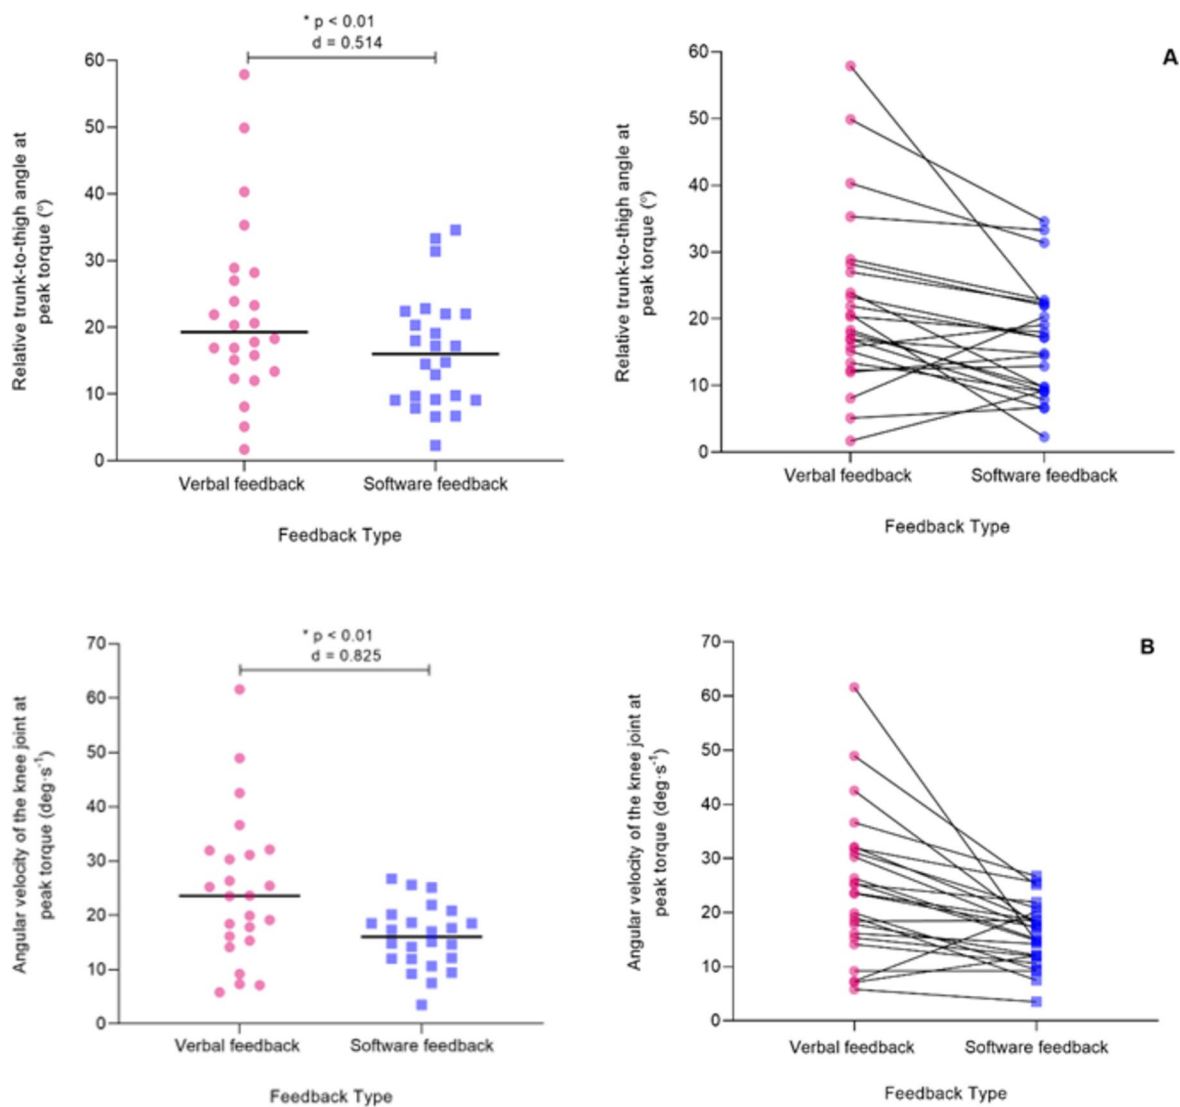 * p < 0.01
d = 0.514
60
50
40
30
20
10
0
Relative trunk-to-thigh angle at
peak torque (°)
Verbal feedback
Software feedback
Feedback Type
A
60
50
40
30
20
10
0
Relative trunk-to-thigh angle at
peak torque (°)
Verbal feedback
Software feedback
Feedback Type
* p < 0.01
d = 0.825
70
60
50
40
30
20
10
0
Angular velocity of the knee joint at
peak torque (deg·s⁻¹)
Verbal feedback
Software feedback
Feedback Type
B
70
60
50
40
30
20
10
0
Angular velocity of the knee joint at
peak torque (deg·s⁻¹)
Verbal feedback
Software feedback
Feedback Type